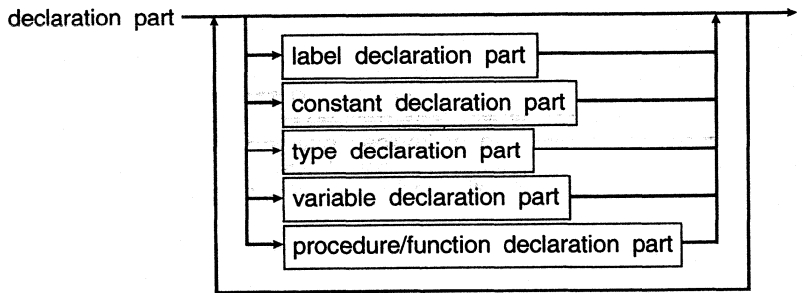 declaration part
label declaration part
constant declaration part
type declaration part
variable declaration part
procedure/function declaration part